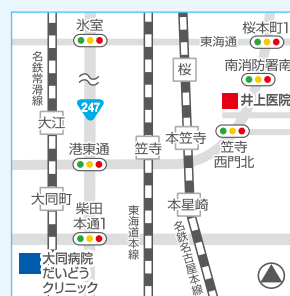 氷室
桜本町1
東海通
南消防署南
名鉄常滑線
桜
井上医院
247
大江
笠寺
西門北
本笠寺
笠寺
港東通
大同町
本星崎
柴田
本通1
東海道本線
名鉄名古屋本線
大同病院
だいどう
クリニック